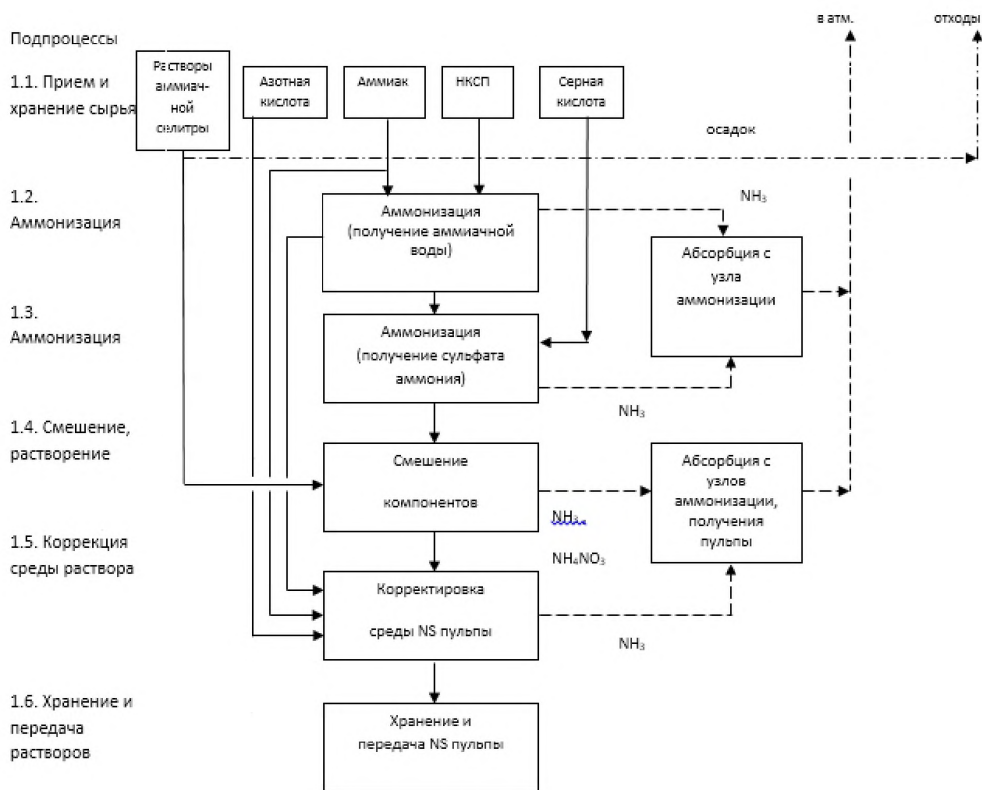 в атм.
отходы
Подпроцессы
1.1. Прием и
хранение сырья
Растворы
аммиач-
ной
селитры
Азотная
кислота
Аммиак
НКСП
Серная
кислота
осадок
1.2.
Аммонизация
Аммонизация
(получение аммиачной
воды)
NH₃
Абсорбция с
узла
аммонизации
1.3.
Аммонизация
Аммонизация
(получение сульфата
аммония)
NH₃
1.4. Смешение,
растворение
Смешение
компонентов
NH₃,
NH₄NO₃
Абсорбция с
узлов
аммонизации,
получения
пульпы
1.5. Коррекция
среды раствора
Корректировка
среды NS пульпы
NH₃
1.6. Хранение и
передача
растворов
Хранение и
передача NS пульпы